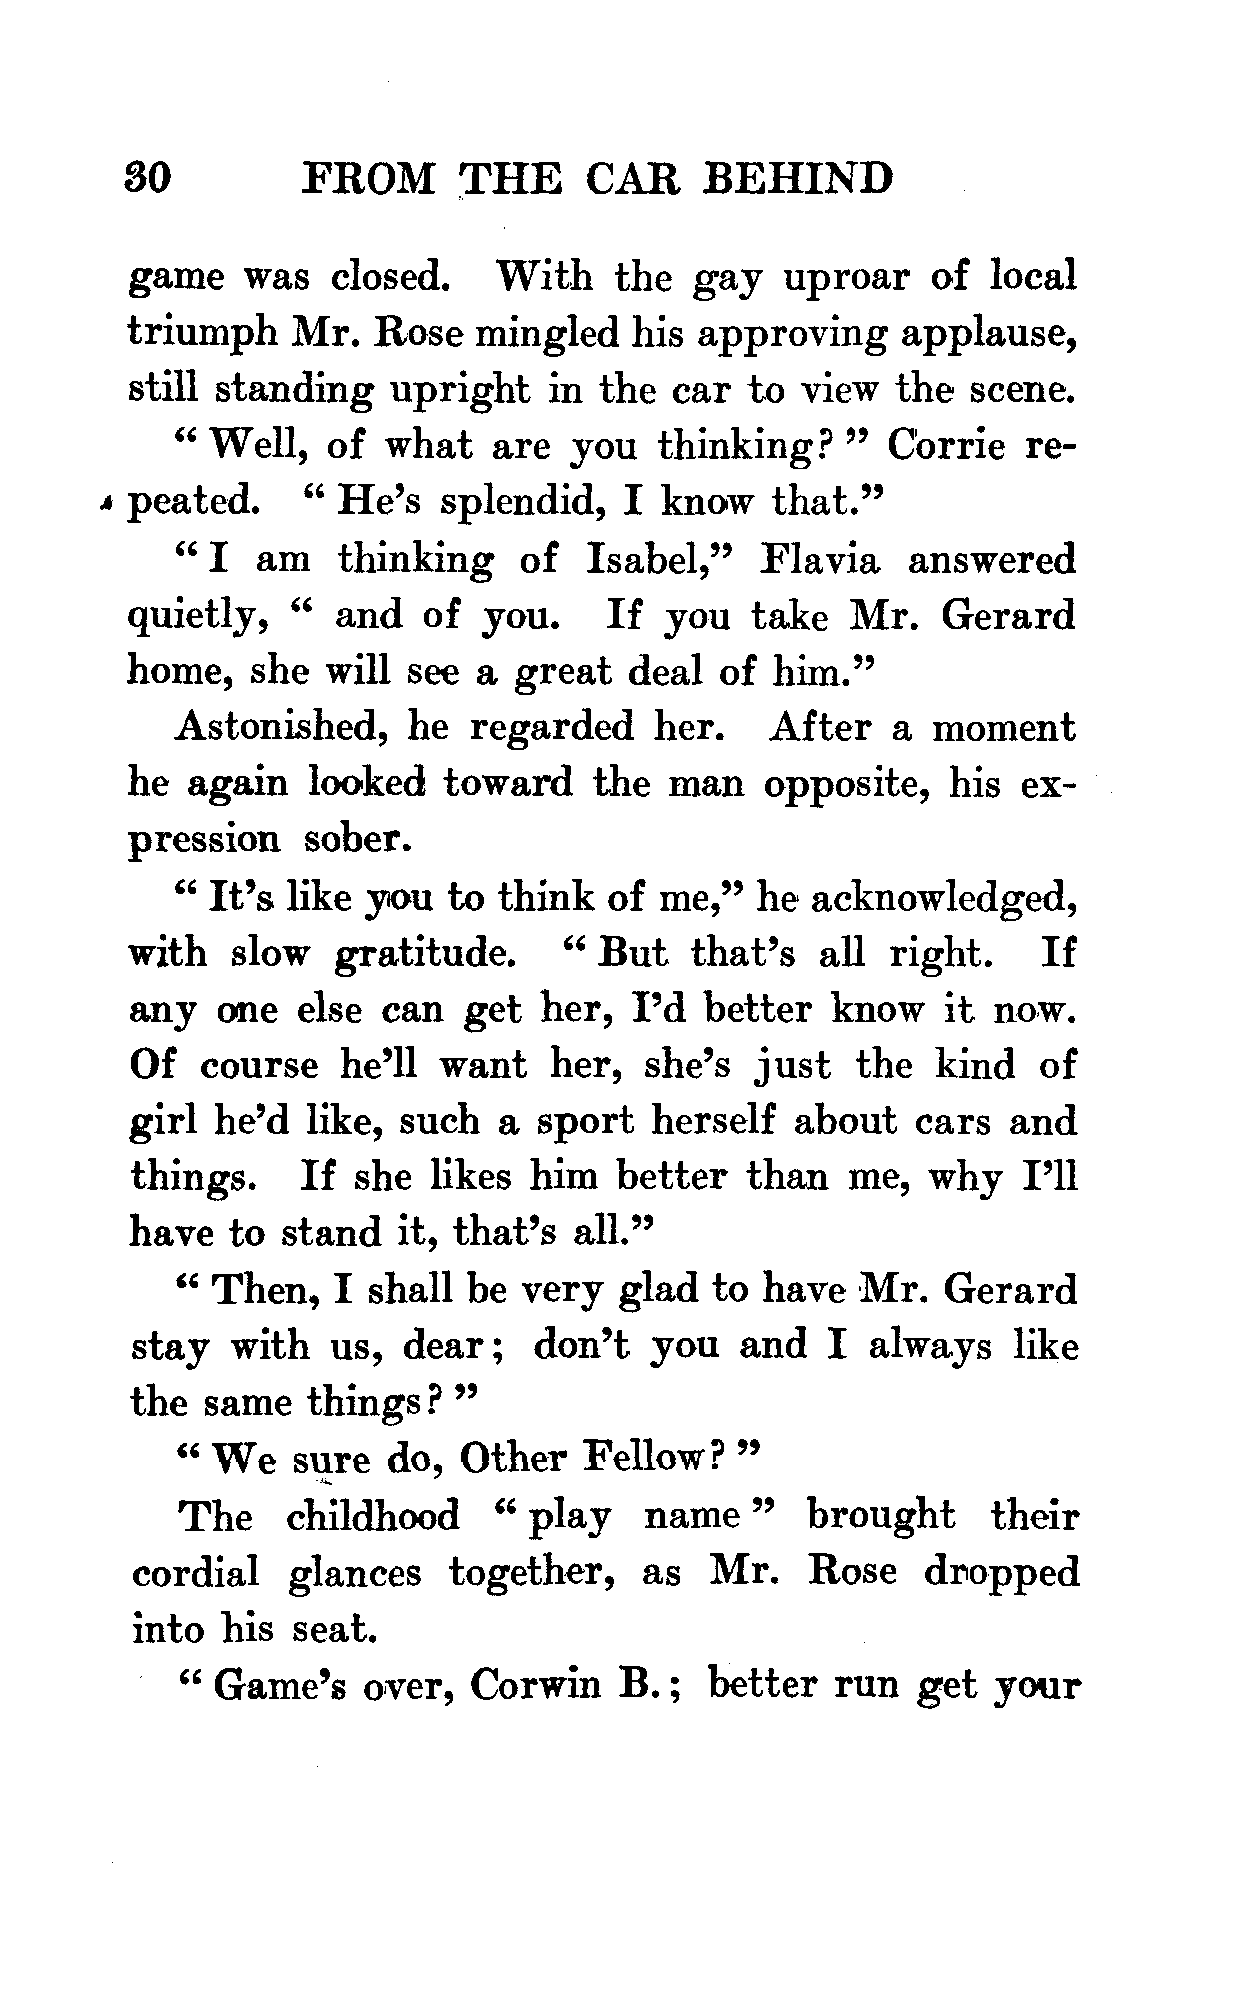 30 FROM THE CAR BEHIND
game was closed. With the gay uproar of local
triumph Mr. Rose mingled his approving applause,
still standing upright in the car to view the scene.
“ Well, of what are you thinking? ” Corrie re-
peated. “ He’s splendid, I know that.”
“ I am thinking of Isabel,” Flavia answered
quietly, “ and of you. If you take Mr. Gerard
home, she will see a great deal of him.”
Astonished, he regarded her. After a moment
he again looked toward the man opposite, his ex-
pression sober.
“ It’s like you to think of me,” he acknowledged,
with slow gratitude. “ But that’s all right. If
any one else can get her, I’d better know it now.
Of course he’ll want her, she’s just the kind of
girl he’d like, such a sport herself about cars and
things. If she likes him better than me, why I’ll
have to stand it, that’s all.”
“ Then, I shall be very glad to have Mr. Gerard
stay with us, dear ; don’t you and I always like
the same things? ”
“ We sure do, Other Fellow? ”
The childhood “ play name ” brought their
cordial glances together, as Mr. Rose dropped
into his seat.
“ Game’s over, Corwin B. ; better run get your